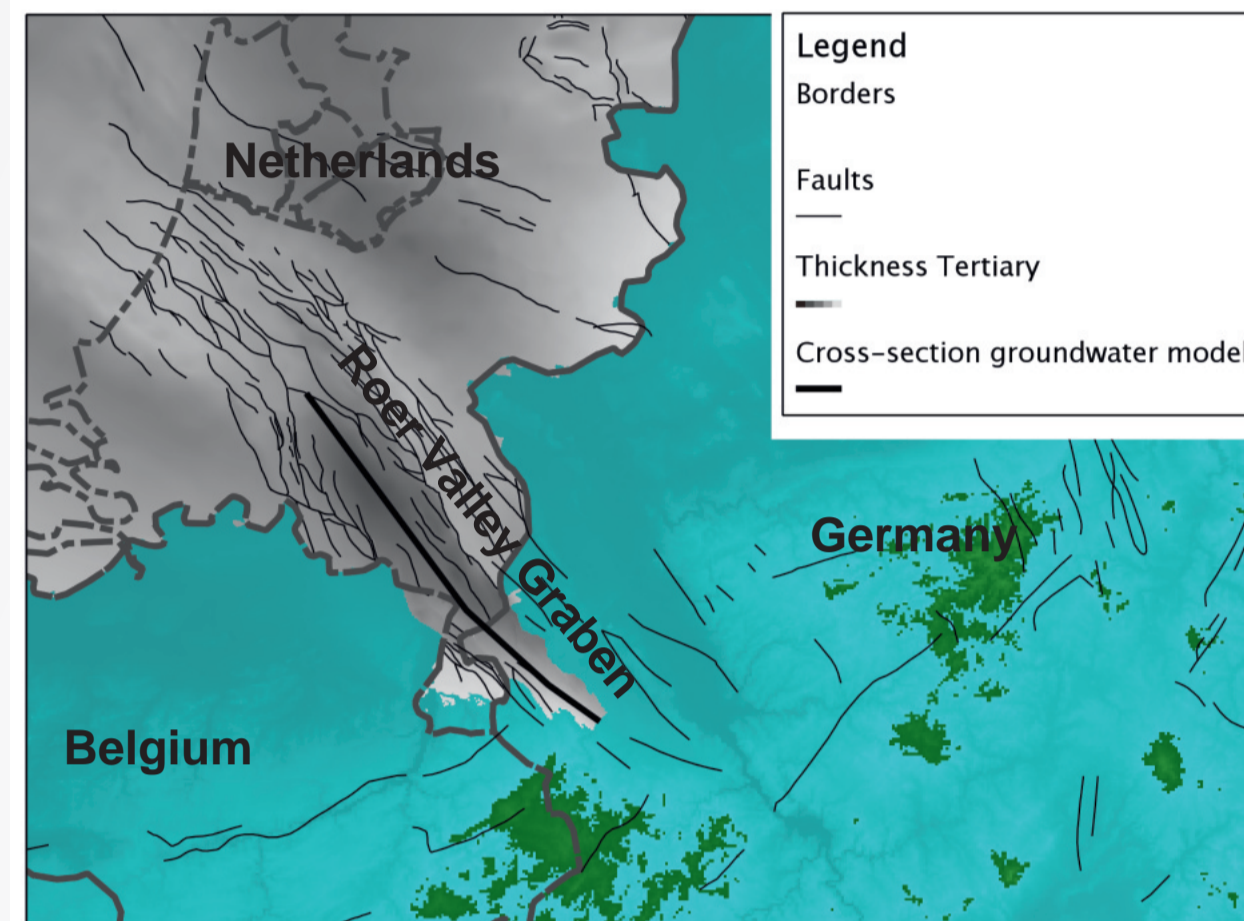 Legend
Borders
Faults
Thickness Tertiary
Cross-section groundwater model
Netherlands
Roer Valley Graben
Germany
Belgium